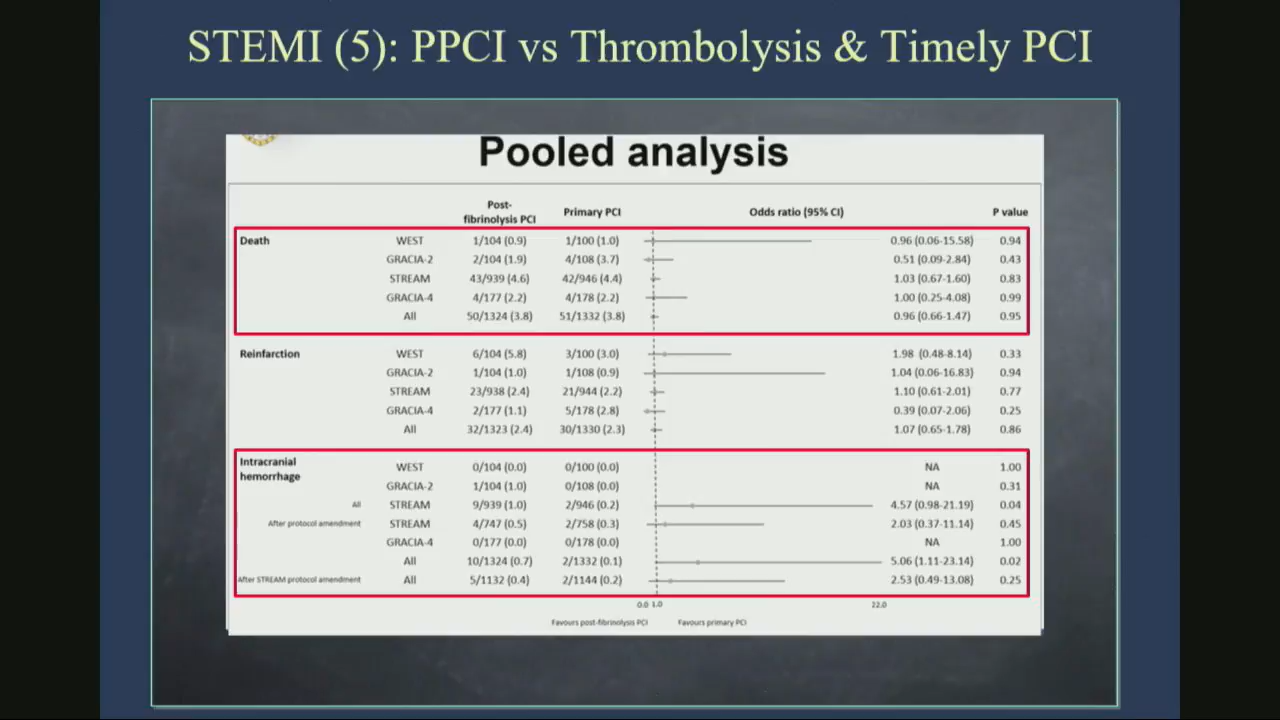 STEMI (5): PPCI vs Thrombolysis & Timely PCI
Pooled analysis
Post-
fibrinolysis PCI Primary PCI Odds ratio (95% CI) P value
Death WEST 1/104 (0.9) 1/100 (1.0) 0.96 (0.06-15.58) 0.94
GRACIA-2 2/104 (1.9) 4/108 (3.7) 0.51 (0.09-2.84) 0.43
STREAM 43/939 (4.6) 42/946 (4.4) 1.03 (0.67-1.60) 0.83
GRACIA-4 4/177 (2.2) 4/178 (2.2) 1.00 (0.25-4.08) 0.99
All 50/1324 (3.8) 51/1332 (3.8) 0.96 (0.66-1.47) 0.95
Reinfarction WEST 6/104 (5.8) 3/100 (3.0) 1.98 (0.48-8.14) 0.33
GRACIA-2 1/104 (1.0) 1/108 (0.9) 1.04 (0.06-16.83) 0.94
STREAM 23/938 (2.4) 21/944 (2.2) 1.10 (0.61-2.01) 0.77
GRACIA-4 2/177 (1.1) 5/178 (2.8) 0.39 (0.07-2.06) 0.25
All 32/1323 (2.4) 30/1330 (2.3) 1.07 (0.65-1.78) 0.86
Intracranial
hemorrhage WEST 0/104 (0.0) 0/100 (0.0) NA 1.00
GRACIA-2 1/104 (1.0) 0/108 (0.0) NA 0.31
All STREAM 9/939 (1.0) 2/946 (0.2) 4.57 (0.98-21.19) 0.04
After protocol amendment STREAM 4/747 (0.5) 2/758 (0.3) 2.03 (0.37-11.14) 0.45
GRACIA-4 0/177 (0.0) 0/178 (0.0) NA 1.00
All 10/1324 (0.7) 2/1332 (0.1) 5.06 (1.11-23.14) 0.02
After STREAM protocol amendment All 5/1132 (0.4) 2/1144 (0.2) 2.53 (0.49-13.08) 0.25
0.0 1.0 22.0
Favours post-fibrinolysis PCI Favours primary PCI